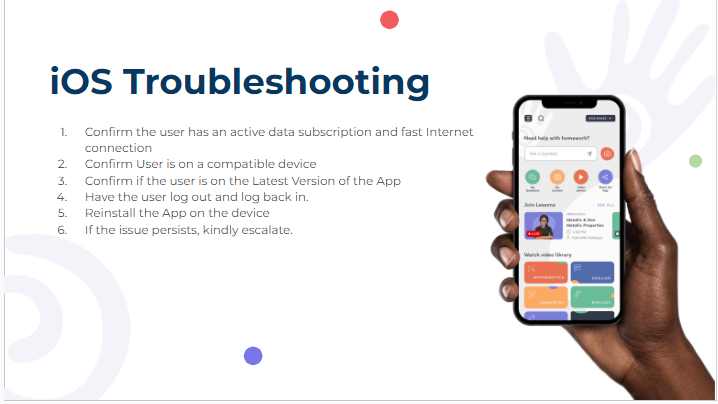 iOS Troubleshooting
1. Confirm the user has an active data subscription and fast Internet
connection
2. Confirm User is on a compatible device
3. Confirm if the user is on the Latest Version of the App
4. Have the user log out and log back in.
5. Reinstall the App on the device
6. If the issue persists, kindly escalate.
Need help with homework?
Ask a Question
Join Lessons
SEE ALL
LIVE
Metallic & Non
Metallic Properties
Watch video library
MATHEMATICS
ENGLISH
CHEMISTRY
BIOLOGY